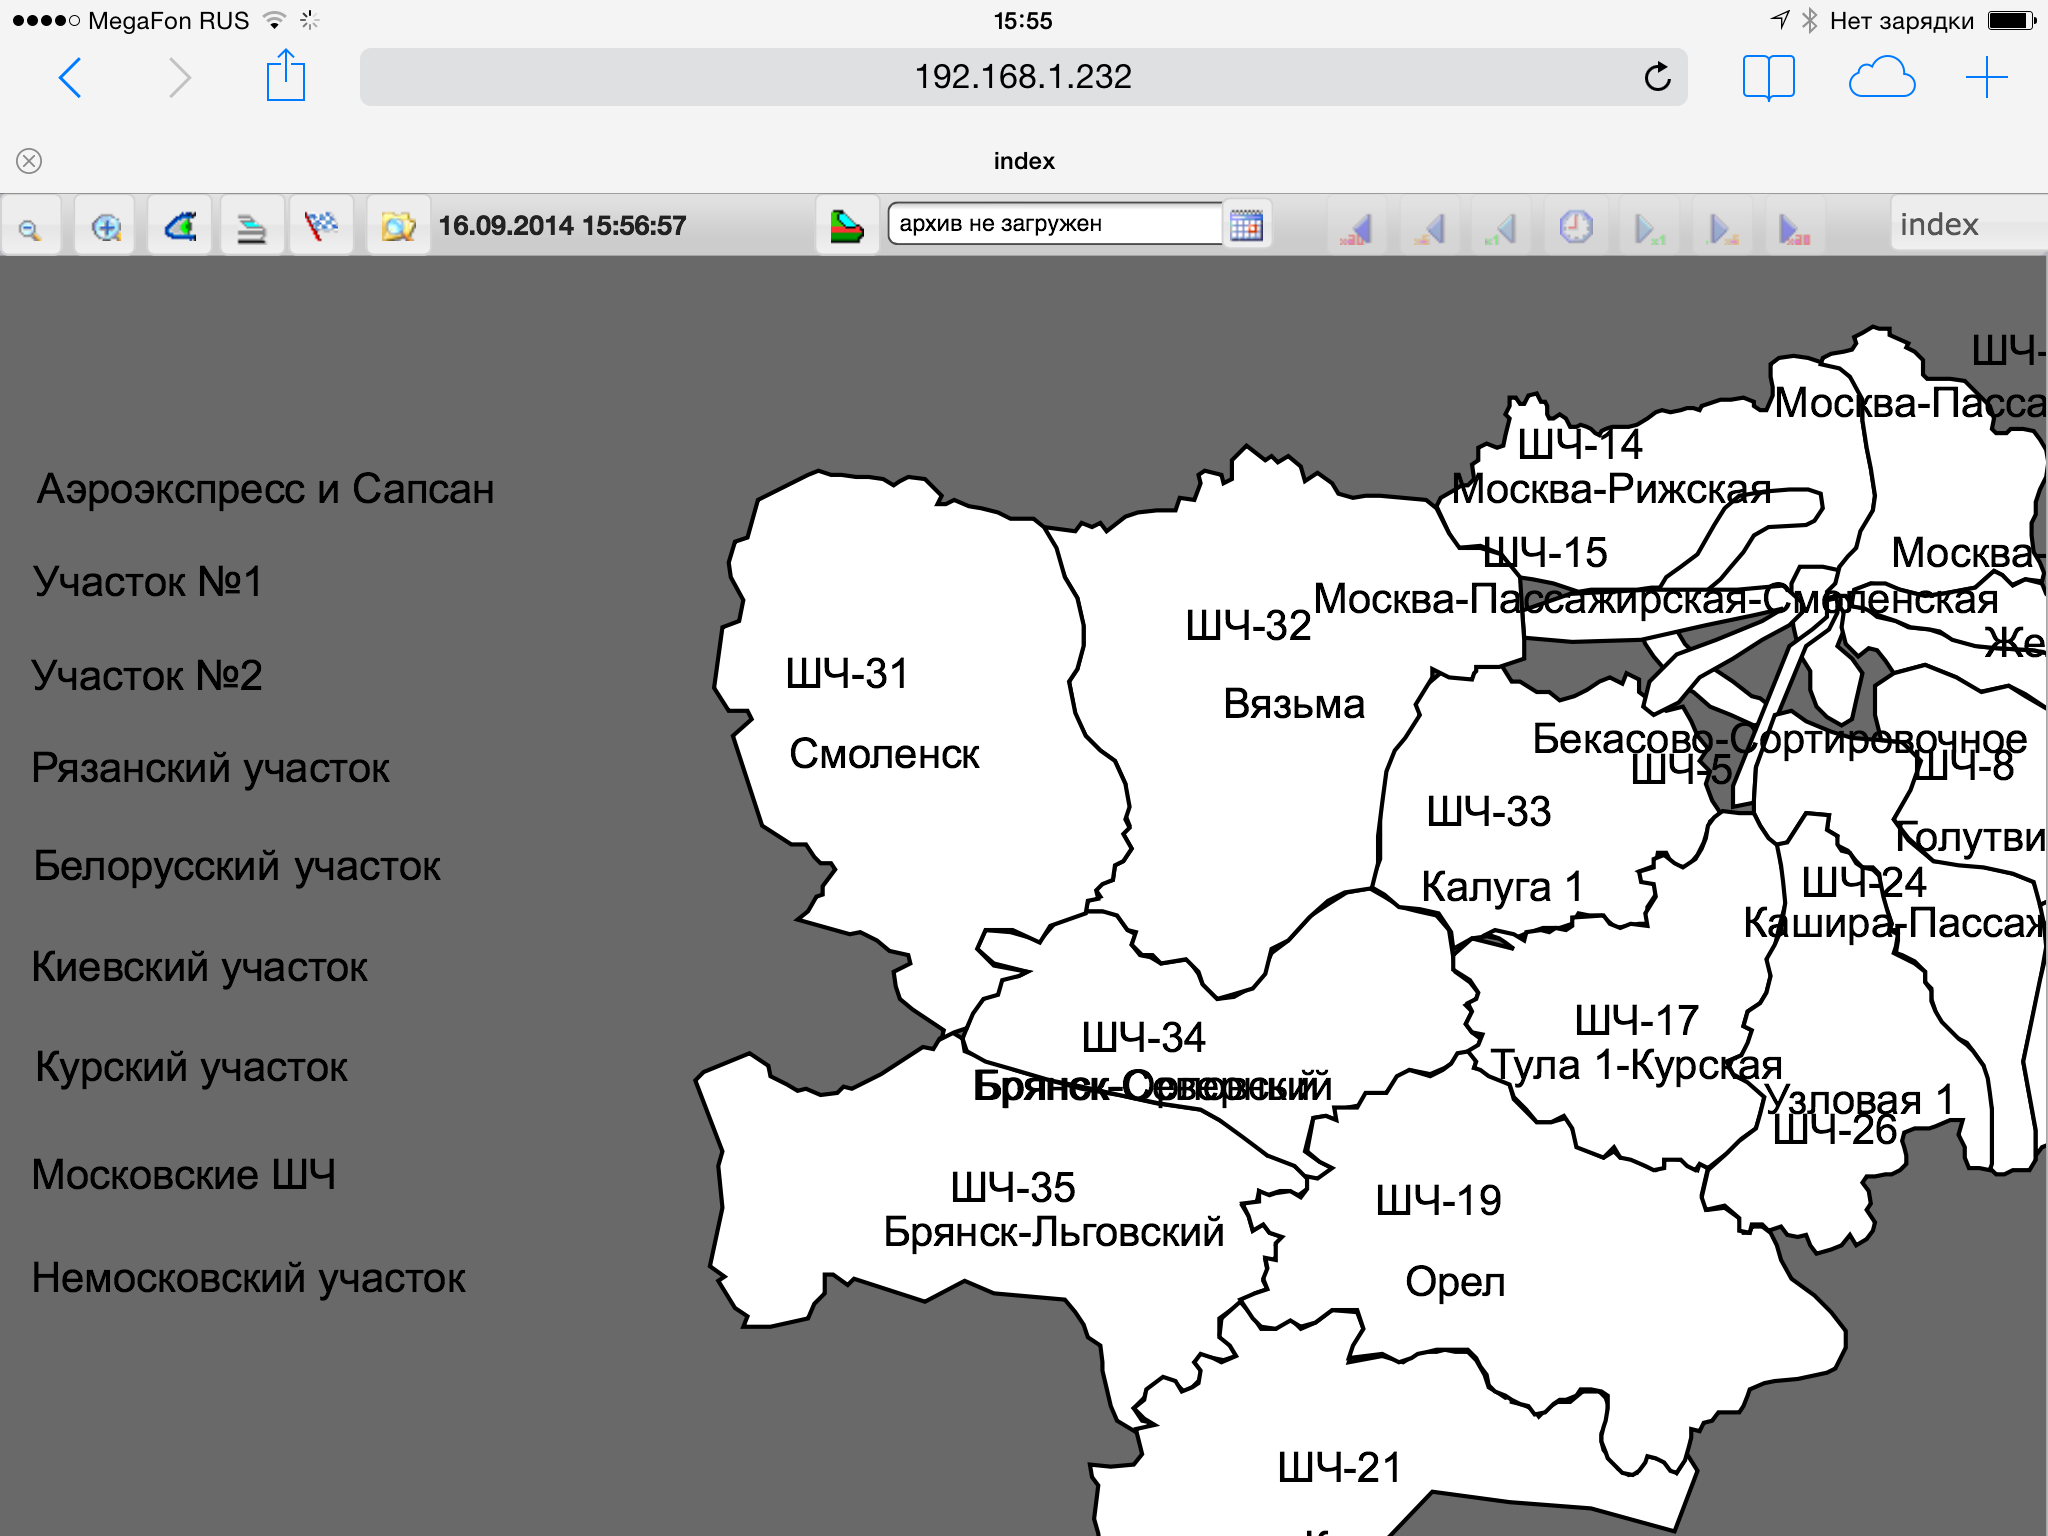 MegaFon RUS
15:55
Нет зарядки
192.168.1.232
index
16.09.2014 15:56:57
архив не загружен
index
Аэроэкспресс и Сапсан
Участок №1
Участок №2
Рязанский участок
Белорусский участок
Киевский участок
Курский участок
Московские ШЧ
Немосковский участок
ШЧ-
Москва-Пасса
ШЧ-14
Москва-Рижская
ШЧ-15
Москва-
Москва-Пассажирская-Смоленская
Же
ШЧ-32
Вязьма
ШЧ-31
Смоленск
Бекасово-Сортировочное
ШЧ-5
ШЧ-8
ШЧ-33
Голутви
Калуга 1
ШЧ-24
Кашира-Пассаж
ШЧ-17
Тула 1-Курская
ШЧ-34
Узловая 1
ШЧ-26
ШЧ-35
Брянск-Льговский
ШЧ-19
Орел
ШЧ-21